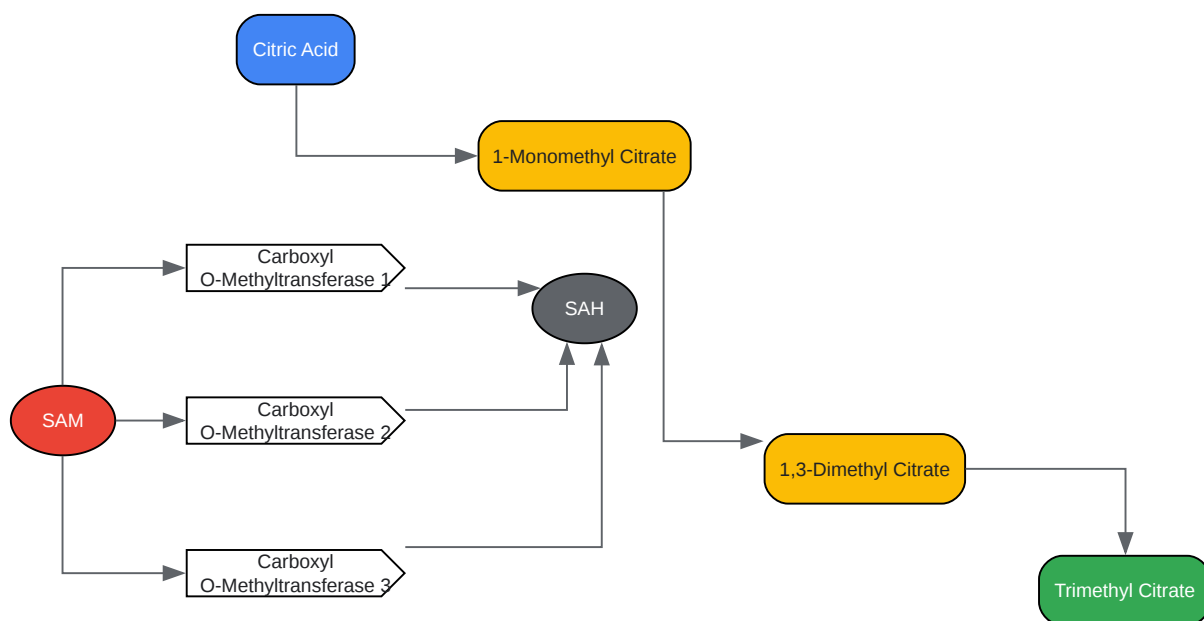 Citric Acid
1-Monomethyl Citrate
Carboxyl
O-Methyltransferase 1
SAH
SAM
Carboxyl
O-Methyltransferase 2
1,3-Dimethyl Citrate
Carboxyl
O-Methyltransferase 3
Trimethyl Citrate